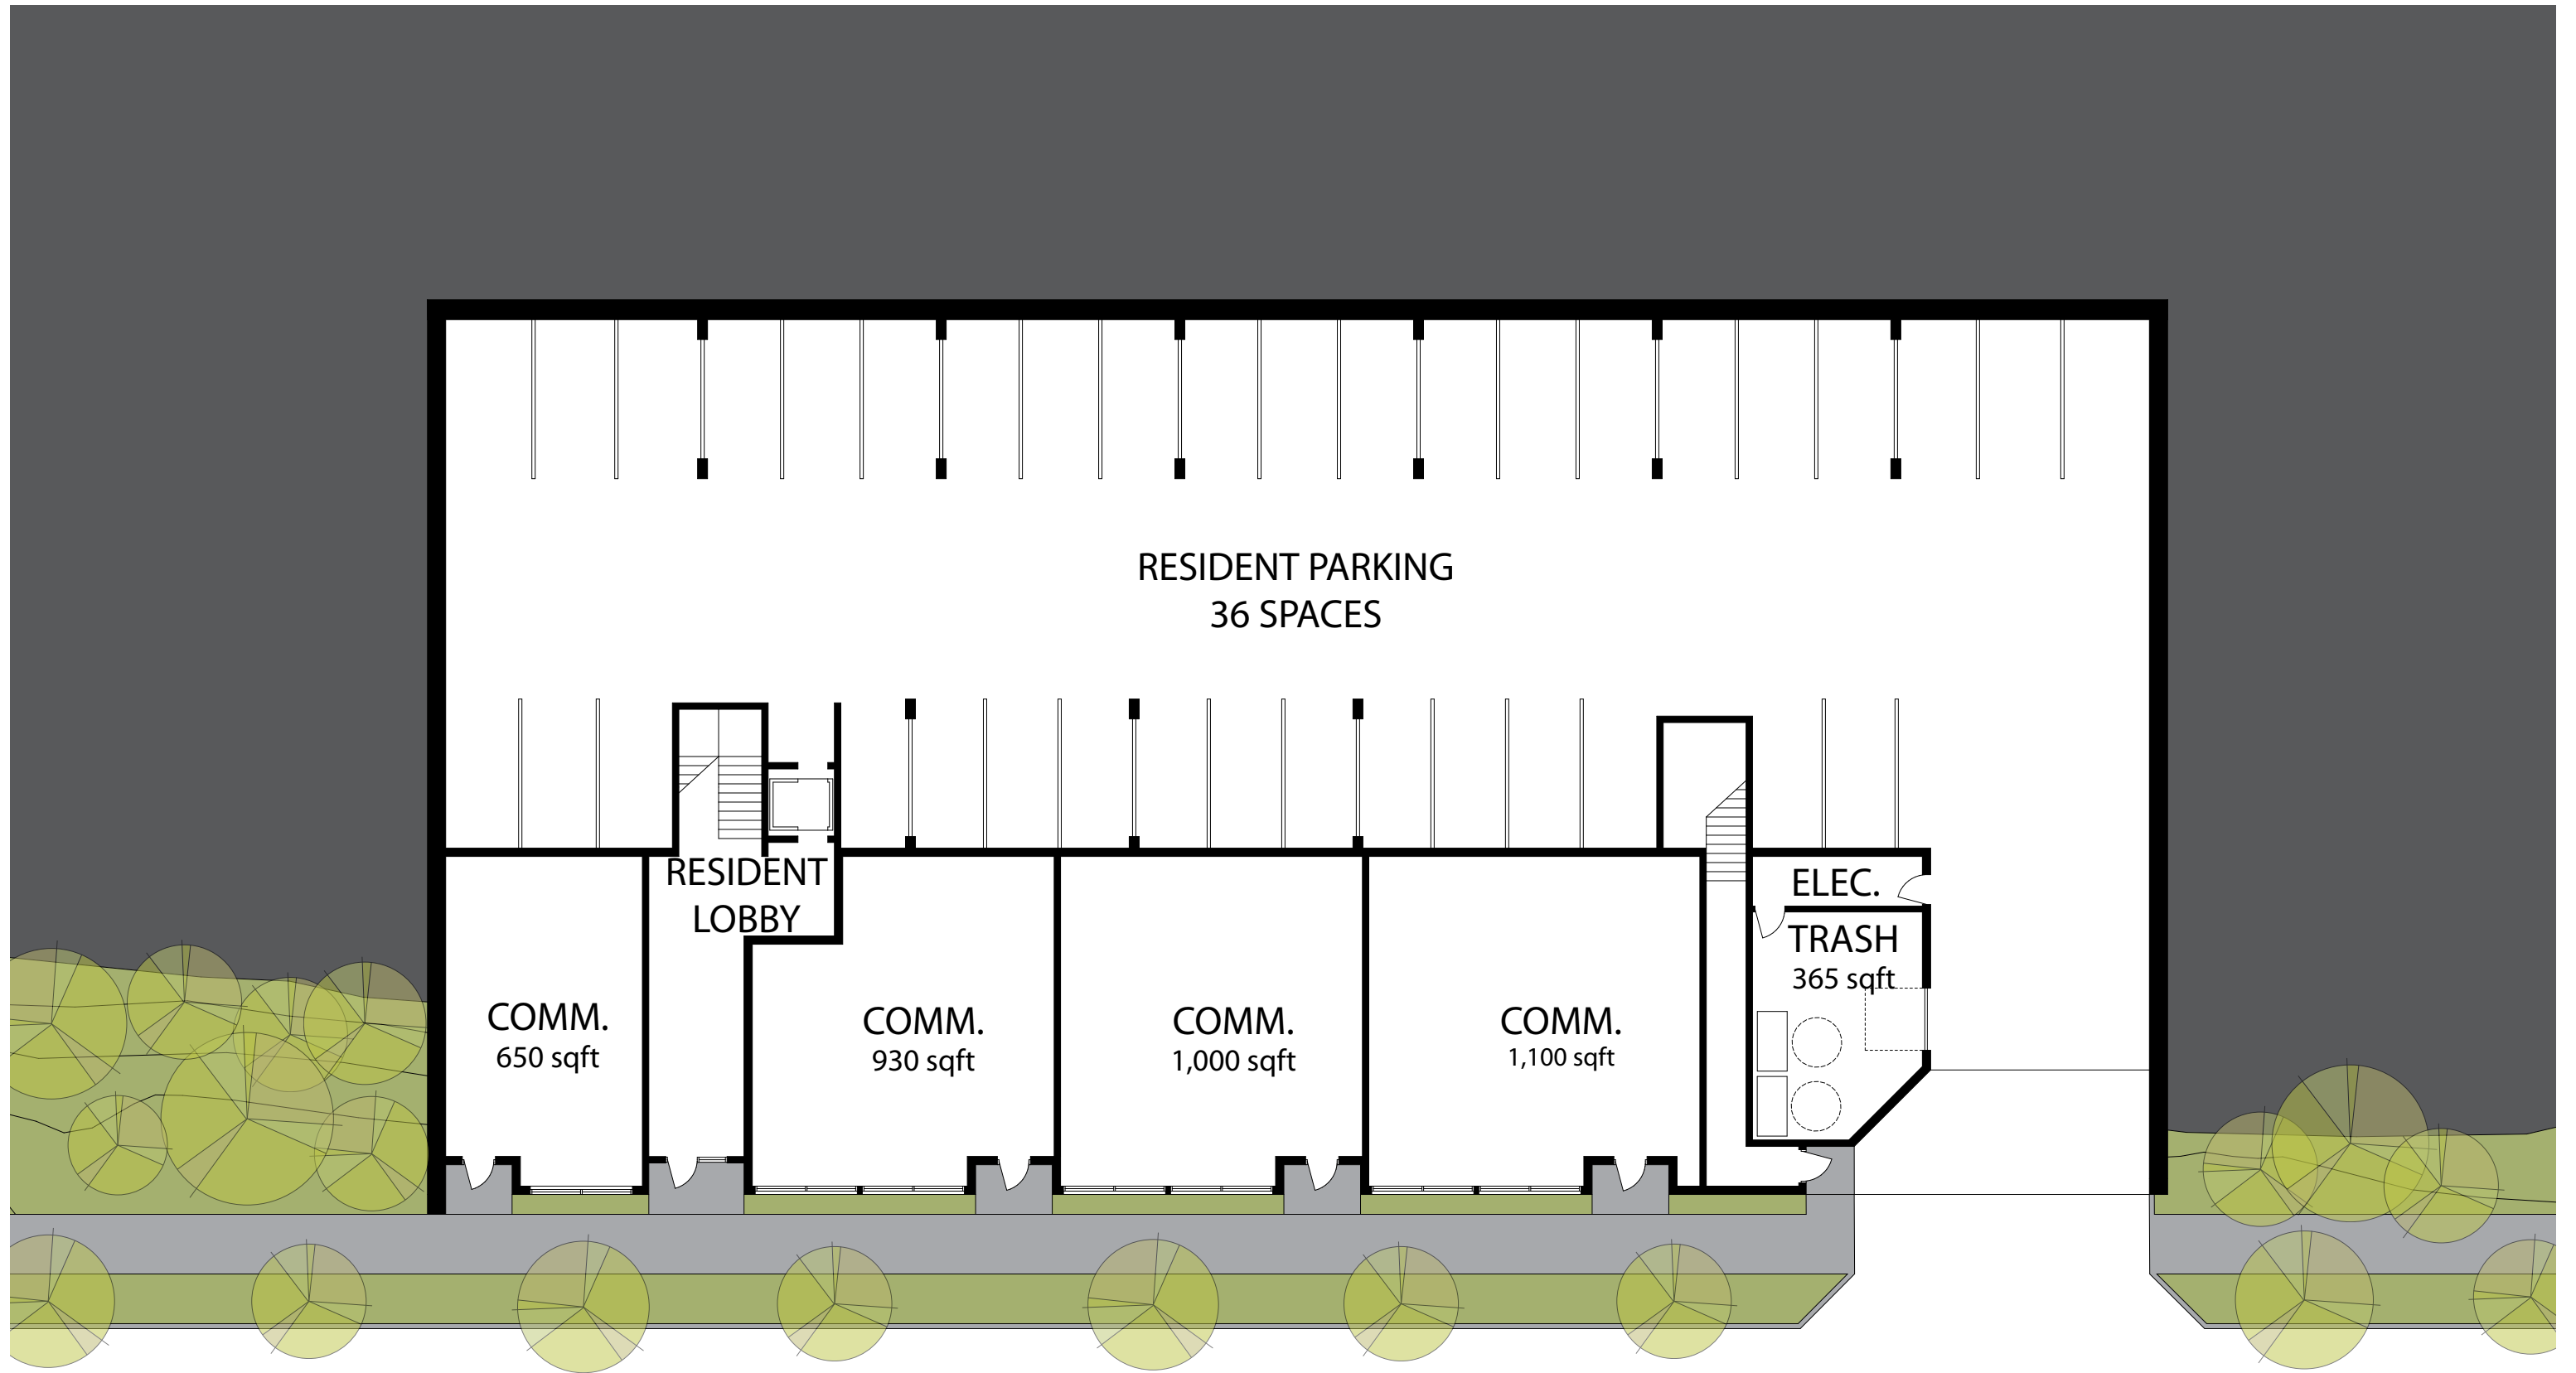 RESIDENT PARKING
36 SPACES
RESIDENT
LOBBY
ELEC.
TRASH
365 sqft
COMM.
650 sqft
COMM.
930 sqft
COMM.
1,000 sqft
COMM.
1,100 sqft